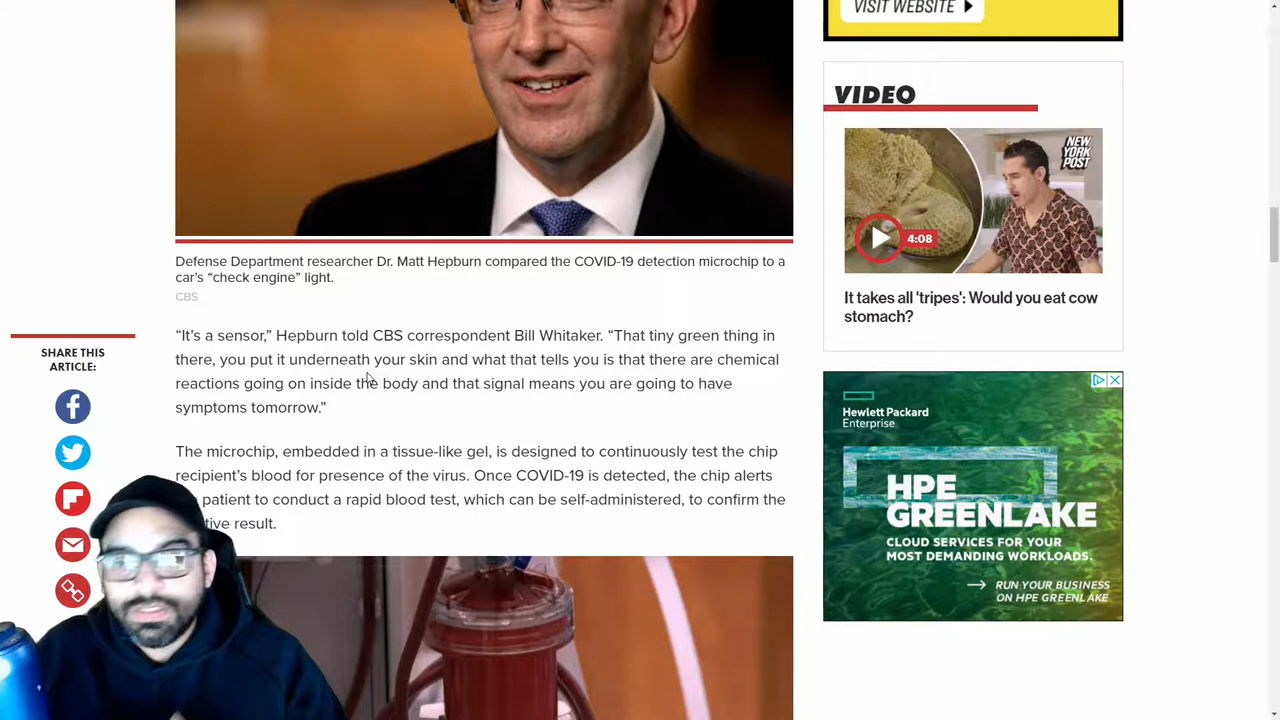 VISIT WEBSITE
VIDEO
NEW
YORK
POST
4:08
It takes all 'tripes': Would you eat cow
stomach?
Defense Department researcher Dr. Matt Hepburn compared the COVID-19 detection microchip to a
car's “check engine” light.
CBS
“It's a sensor,” Hepburn told CBS correspondent Bill Whitaker. “That tiny green thing in
there, you put it underneath your skin and what that tells you is that there are chemical
reactions going on inside the body and that signal means you are going to have
symptoms tomorrow.”
The microchip, embedded in a tissue-like gel, is designed to continuously test the chip
recipient's blood for presence of the virus. Once COVID-19 is detected, the chip alerts
patient to conduct a rapid blood test, which can be self-administered, to confirm the
tive result.
SHARE THIS
ARTICLE:
Hewlett Packard
Enterprise
HPE
GREENLAKE
CLOUD SERVICES FOR YOUR
MOST DEMANDING WORKLOADS.
RUN YOUR BUSINESS
ON HPE GREENLAKE